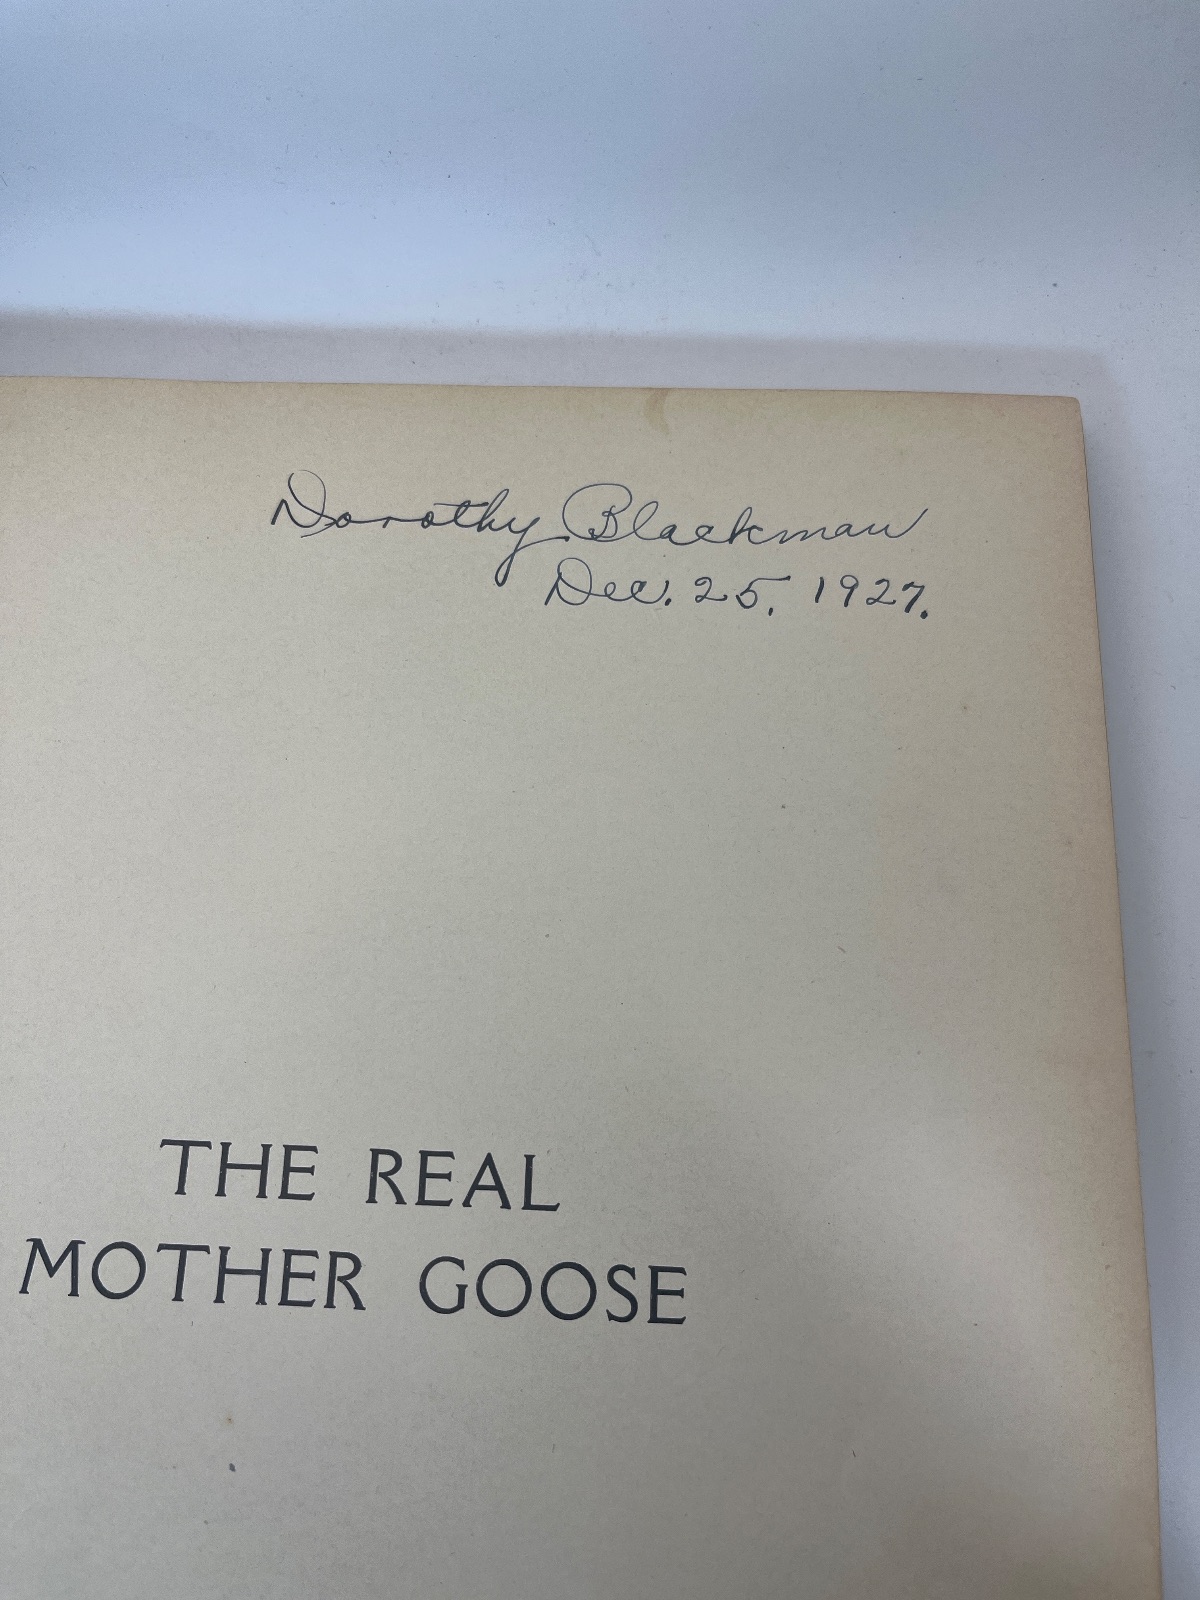 Dorothy Blackman
Dec. 25, 1927.
THE REAL
MOTHER GOOSE